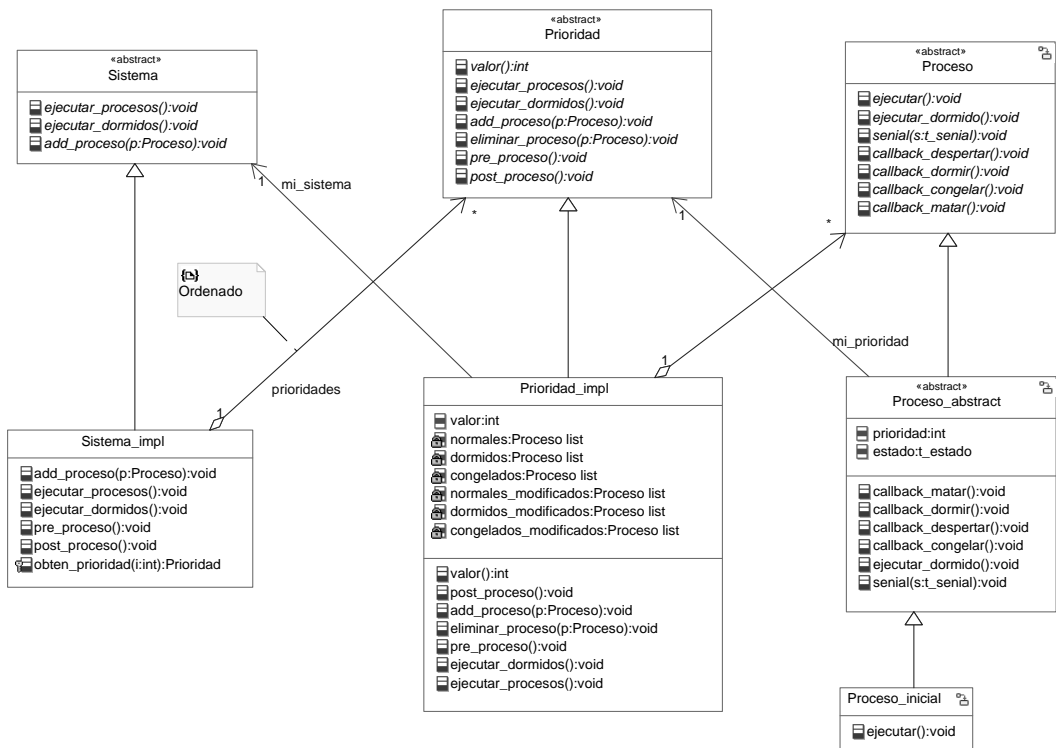 «abstract»
Sistema
ejecutar_procesos():void
ejecutar_dormidos():void
add_proceso(p:Proceso):void
«abstract»
Prioridad
valor():int
ejecutar_procesos():void
ejecutar_dormidos():void
add_proceso(p:Proceso):void
eliminar_proceso(p:Proceso):void
pre_proceso():void
post_proceso():void
«abstract»
Proceso
ejecutar():void
ejecutar_dormido():void
senial(s:t_senial):void
callback_despertar():void
callback_dormir():void
callback_congelar():void
callback_matar():void
1
mi_sistema
*
1
*
{}
Ordenado
prioridades
1
1
mi_prioridad
Sistema_impl
add_proceso(p:Proceso):void
ejecutar_procesos():void
ejecutar_dormidos():void
pre_proceso():void
post_proceso():void
obten_prioridad(i:int):Prioridad
Prioridad_impl
valor:int
normales:Proceso list
dormidos:Proceso list
congelados:Proceso list
normales_modificados:Proceso list
dormidos_modificados:Proceso list
congelados_modificados:Proceso list
valor():int
post_proceso():void
add_proceso(p:Proceso):void
eliminar_proceso(p:Proceso):void
pre_proceso():void
ejecutar_dormidos():void
ejecutar_procesos():void
«abstract»
Proceso_abstract
prioridad:int
estado:t_estado
callback_matar():void
callback_dormir():void
callback_despertar():void
callback_congelar():void
ejecutar_dormido():void
senial(s:t_senial):void
Proceso_inicial
ejecutar():void